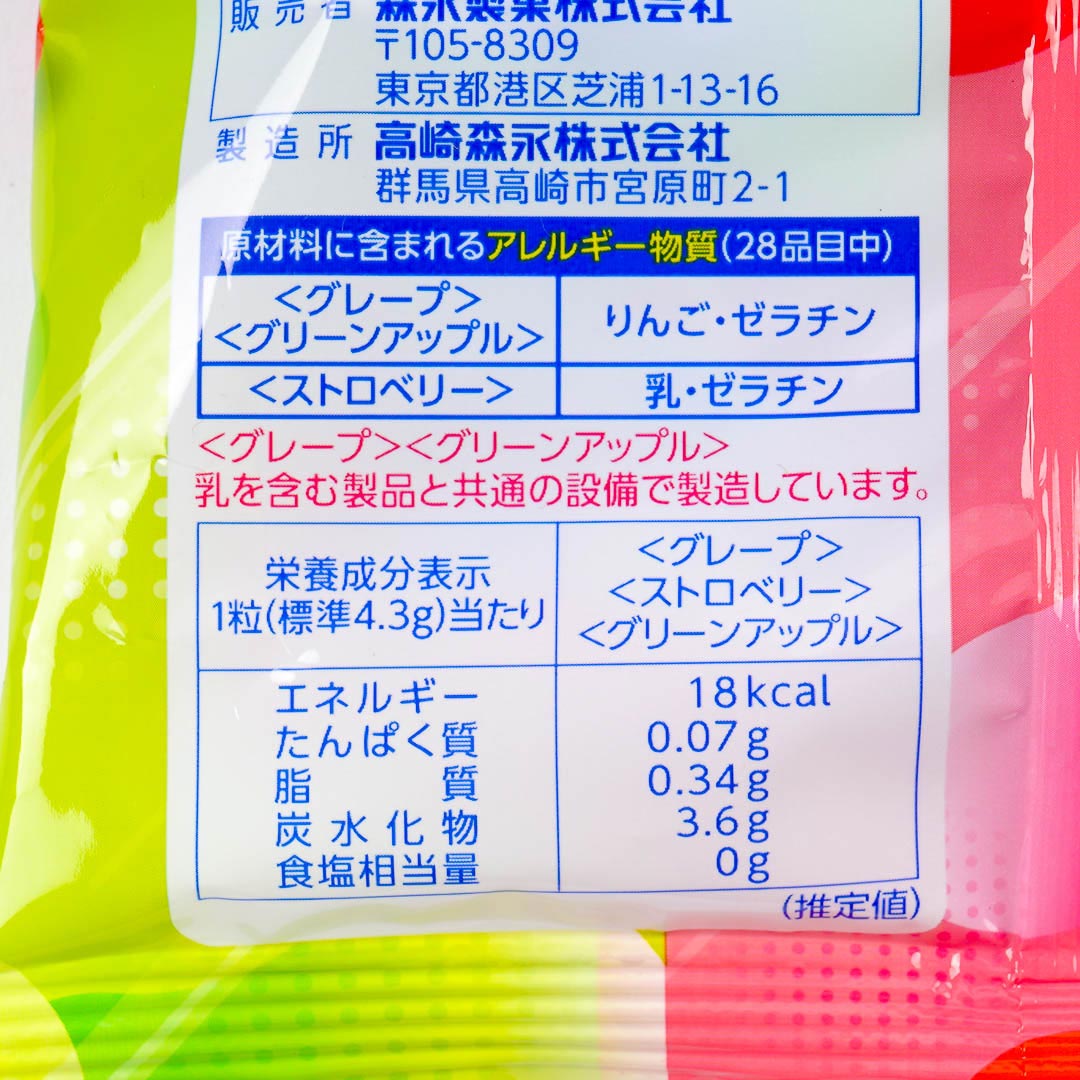 販売者 森永製菓株式会社
〒105-8309
東京都港区芝浦1-13-16
製造所 高崎森永株式会社
群馬県高崎市宮原町2-1
原材料に含まれるアレルギー物質(28品目中)
<グレープ>
<グリーンアップル>
りんご・ゼラチン
<ストロベリー>
乳・ゼラチン
<グレープ><グリーンアップル>
乳を含む製品と共通の設備で製造しています。
栄養成分表示
1粒(標準4.3g)当たり
<グレープ>
<ストロベリー>
<グリーンアップル>
エネルギー 18kcal
たんぱく質 0.07g
脂質 0.34g
炭水化物 3.6g
食塩相当量 0g
(推定値)